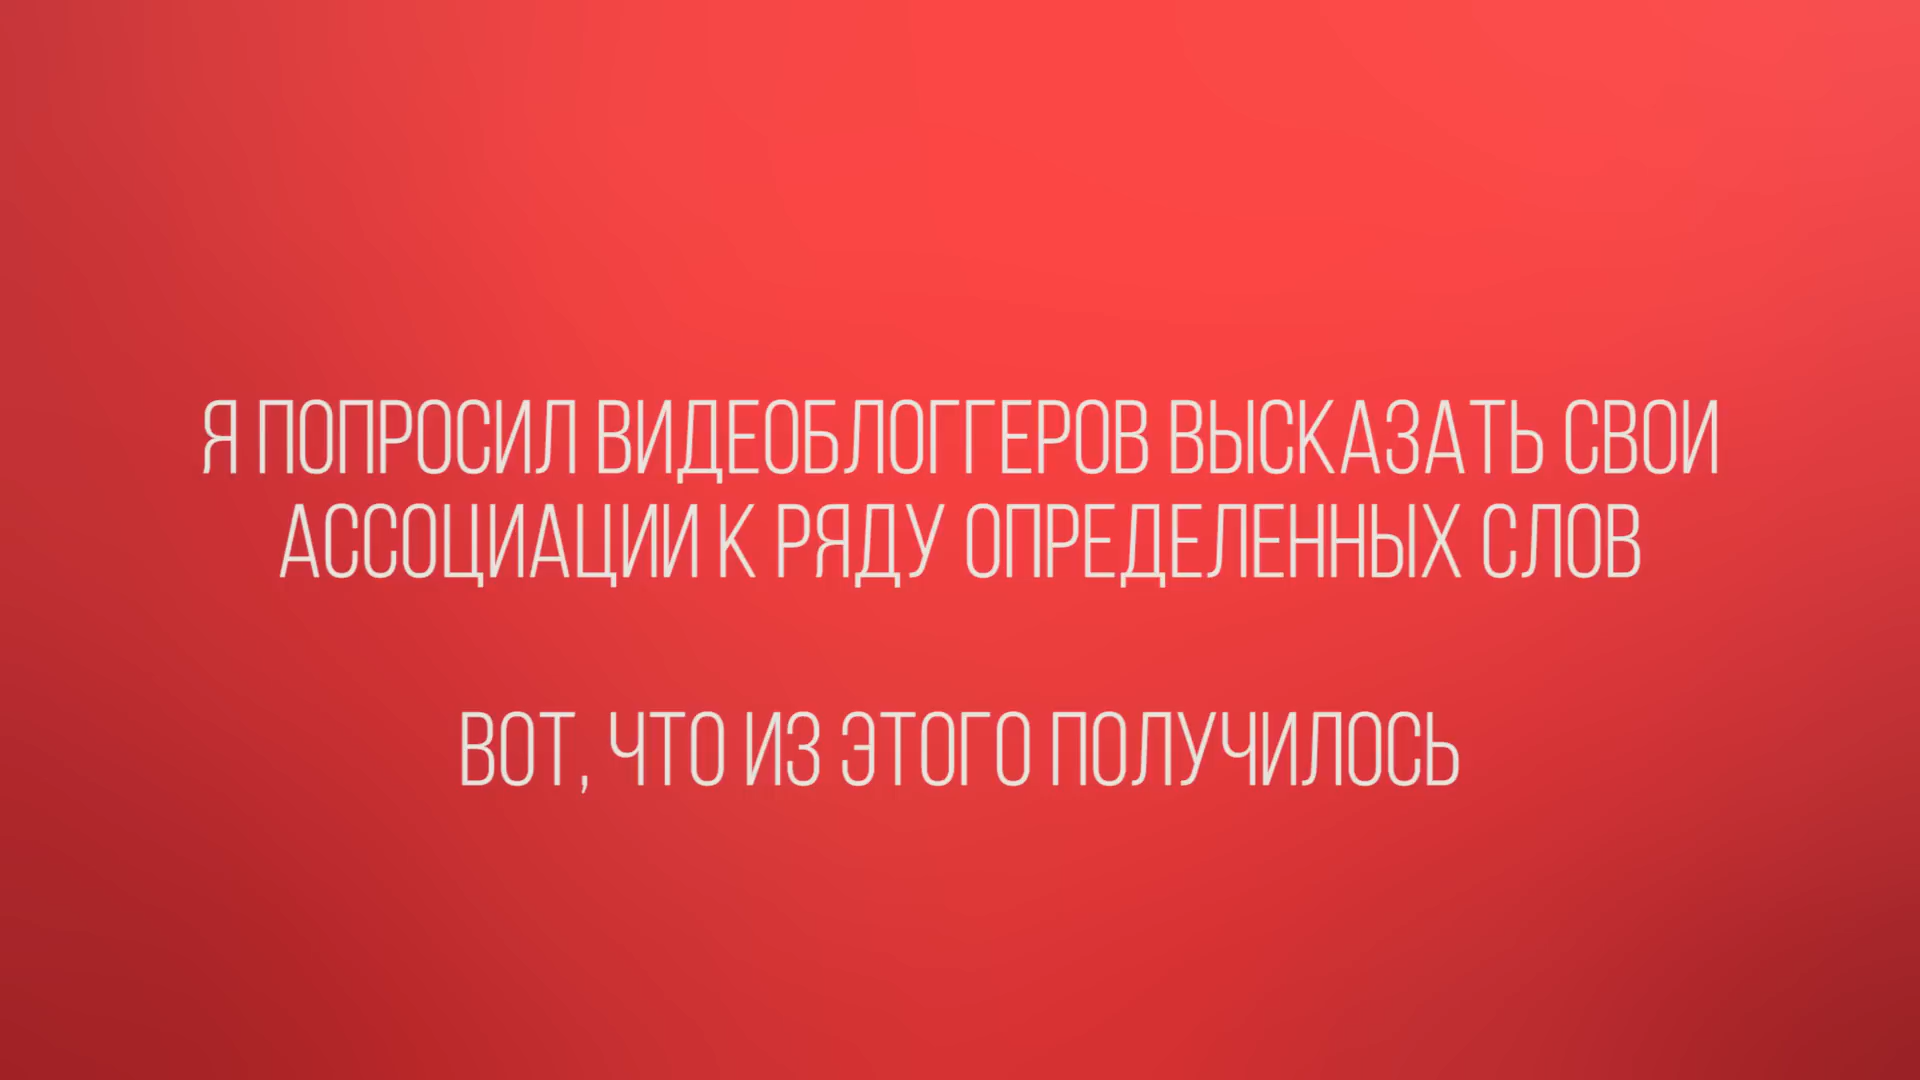 Я ПОПРОСИЛ ВИДЕОБЛОГГЕРОВ ВЫСКАЗАТЬ СВОИ
АССОЦИАЦИИ К РЯДУ ОПРЕДЕЛЕННЫХ СЛОВ
ВОТ, ЧТО ИЗ ЭТОГО ПОЛУЧИЛОСЬ